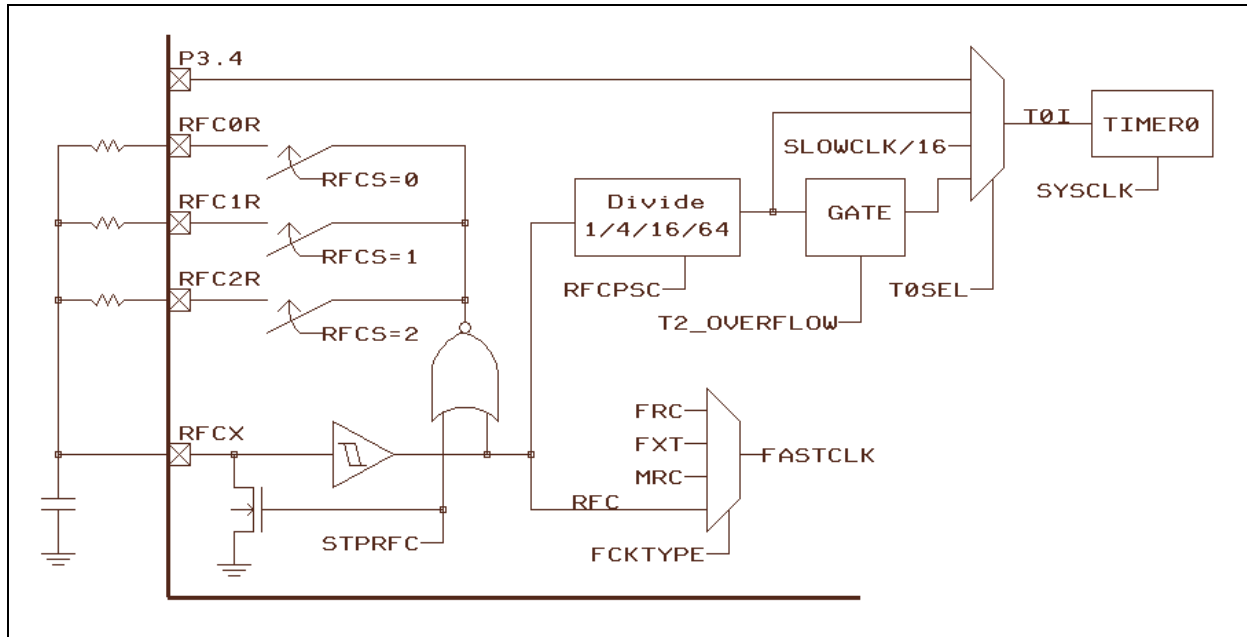 P3.4
RFC0R
T0I
TIMER0
SLOWCLK/16
RFCS=0
SYSCLK
RFC1R
Divide
1/4/16/64
GATE
RFCS=1
RFC2R
RFCPSC
T0SEL
T2_OVERFLOW
RFCS=2
FRC
RFCX
FXT
FASTCLK
MRC
RFC
STPRFC
FCKTYPE